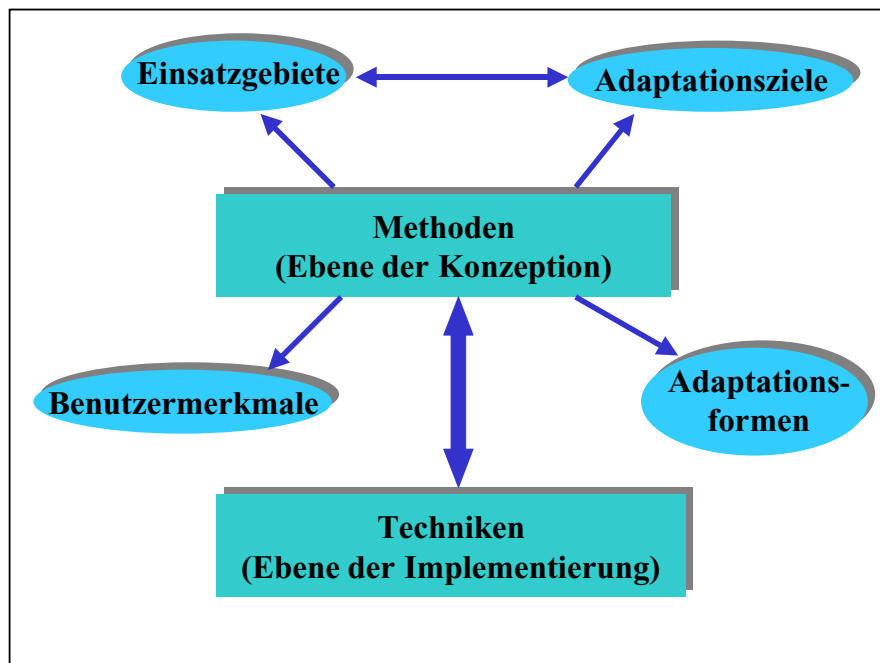 Einsatzgebiete
Adaptationsziele
Methoden
(Ebene der Konzeption)
Benutzermerkmale
Adaptations-
formen
Techniken
(Ebene der Implementierung)